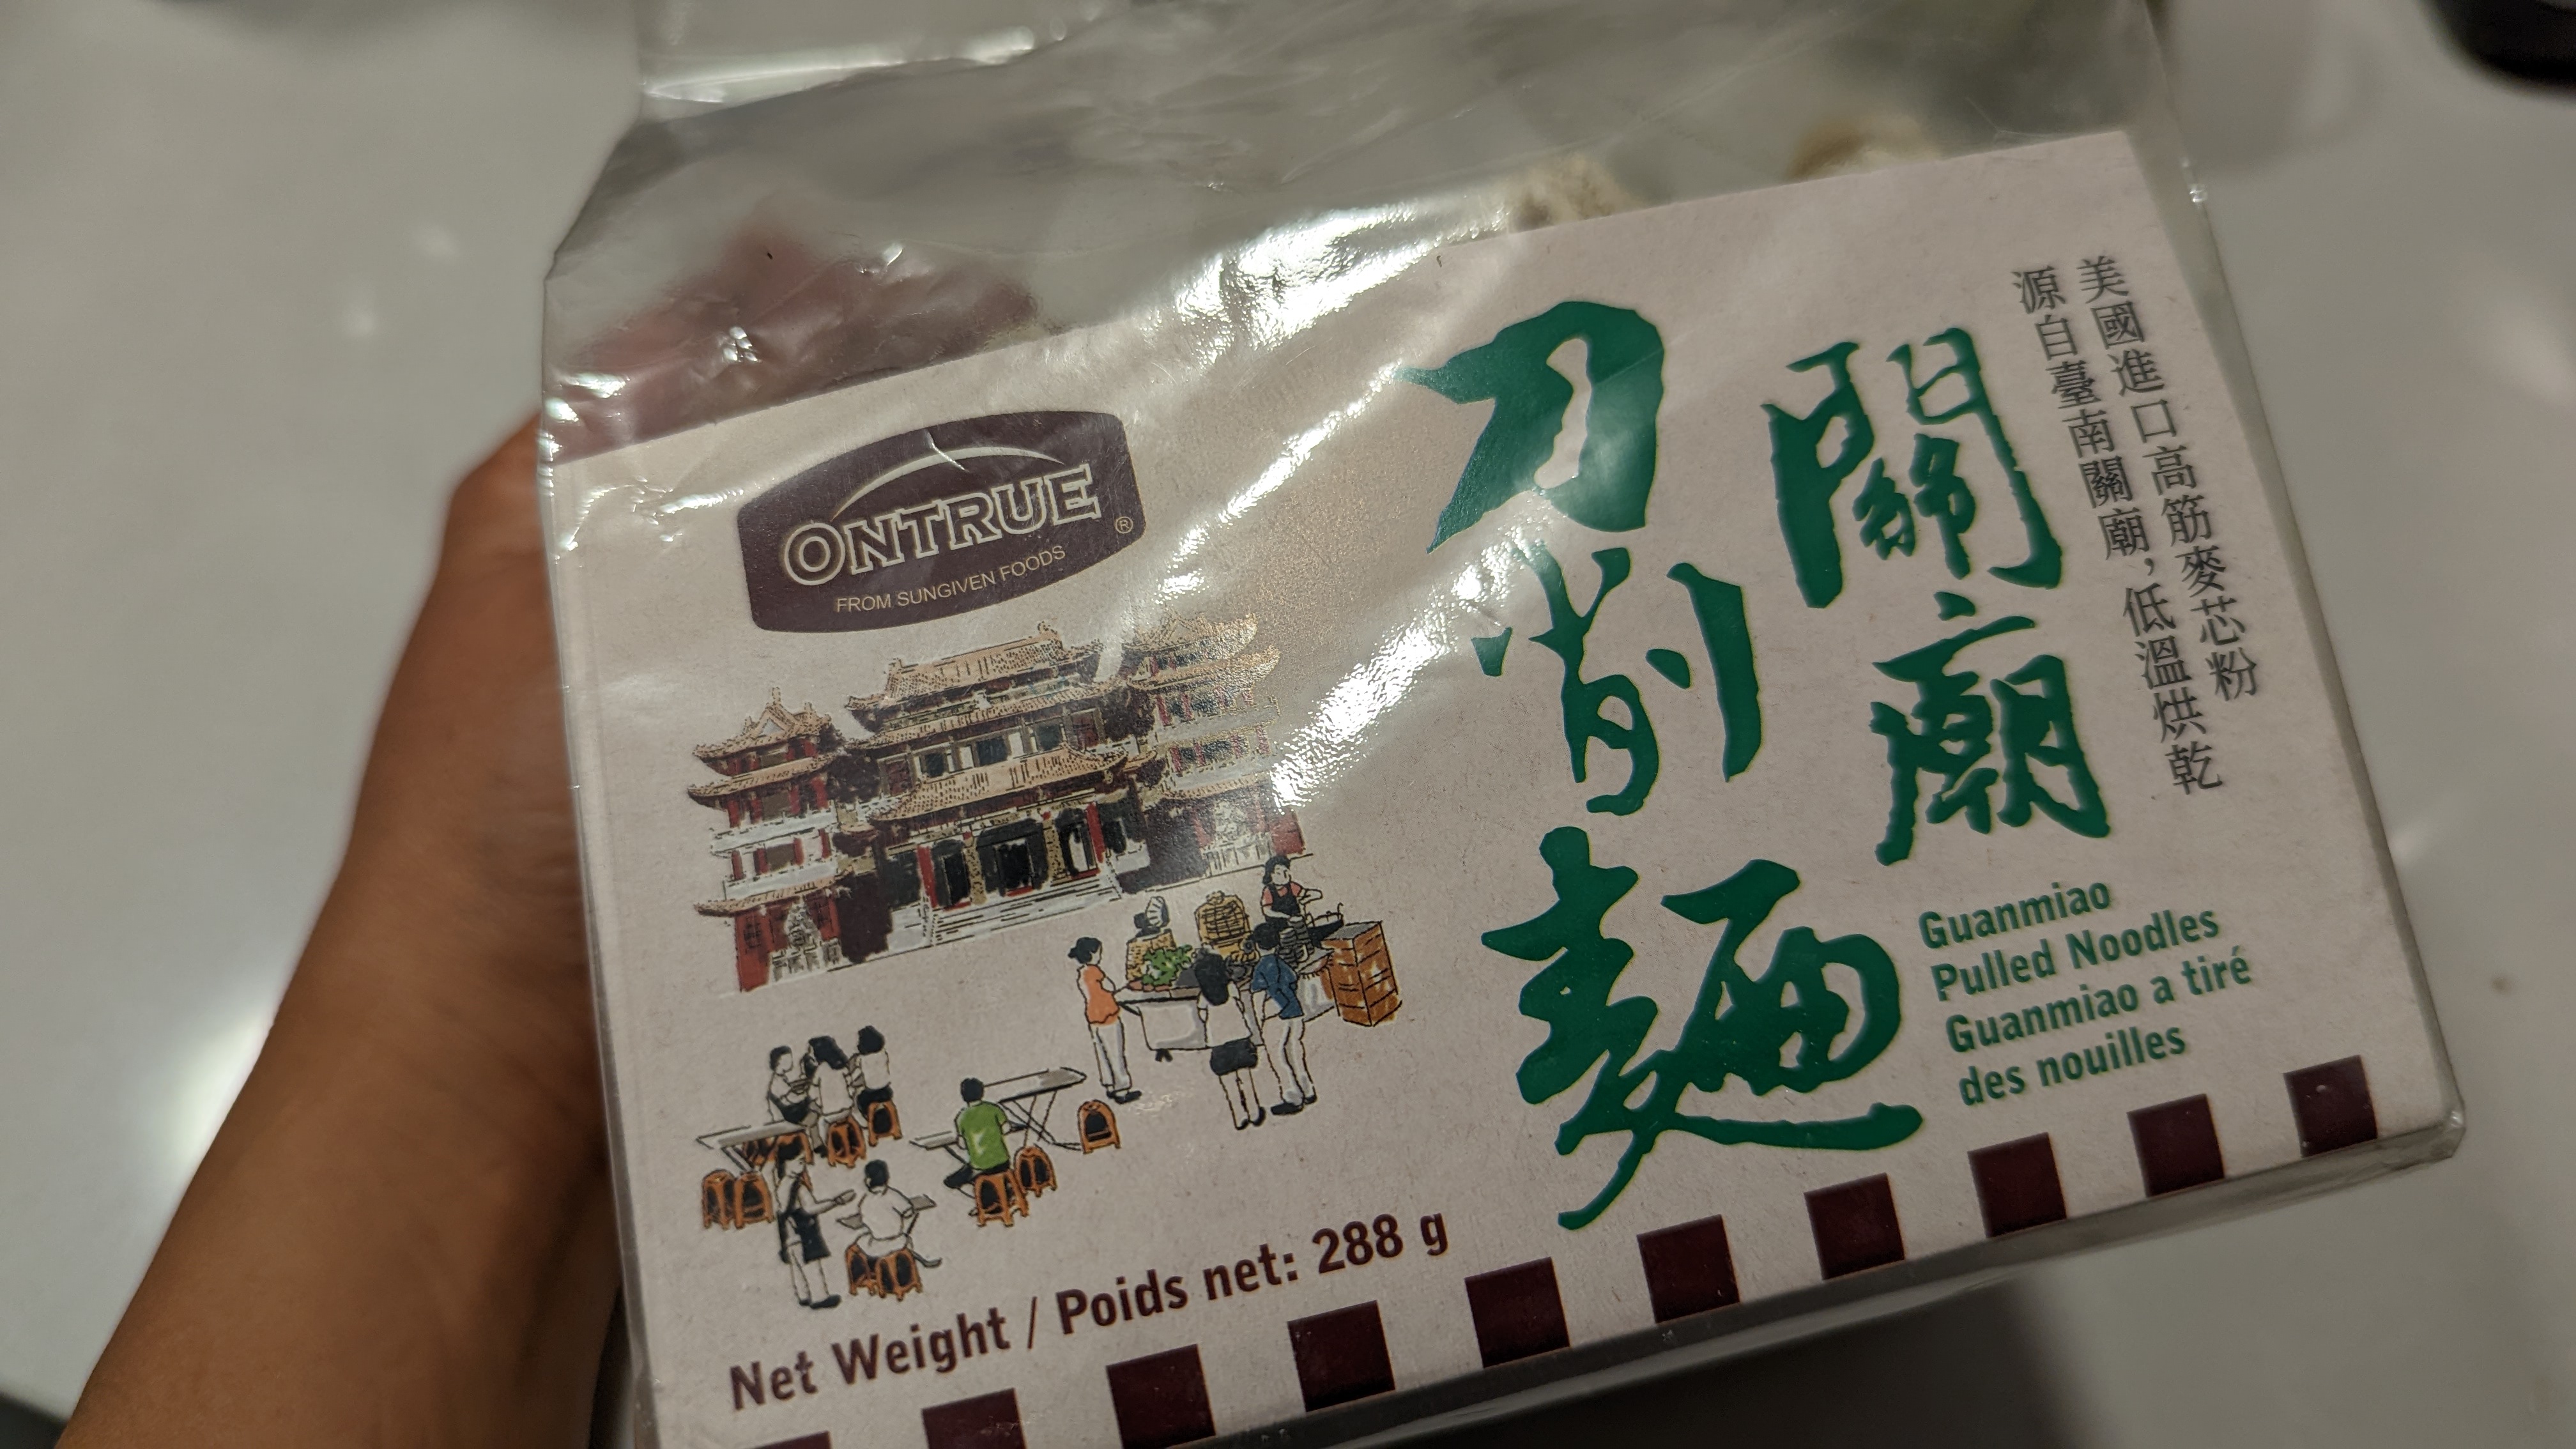 ONTRUE®
FROM SUNGIVEN FOODS
美國進口高筋麥芯粉
源自臺南關廟，低溫烘乾
關廟
刀削麵
Guanmiao
Pulled Noodles
Guanmiao a tiré
des nouilles
Net Weight / Poids net: 288 g